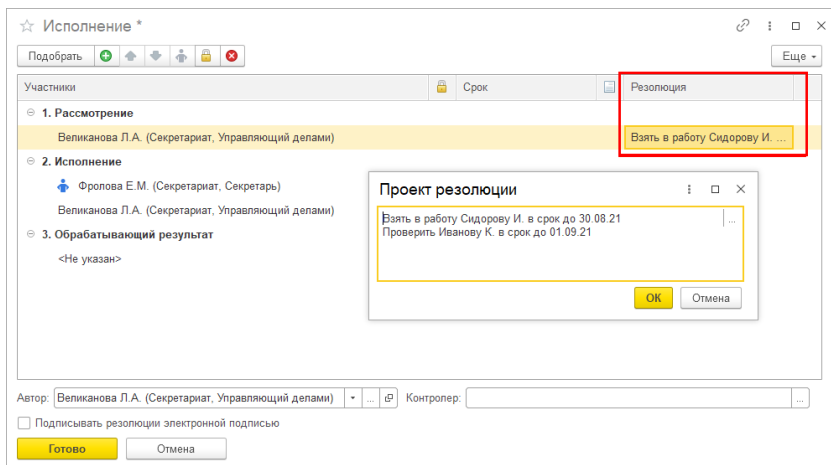 Исполнение *
Подобрать
Еще
Участники Срок Резолюция
1. Рассмотрение
Великанова Л.А. (Секретариат, Управляющий делами) Взять в работу Сидорову И. ...
2. Исполнение
Фролова Е.М. (Секретариат, Секретарь)
Великанова Л.А. (Секретариат, Управляющий делами)
3. Обрабатывающий результат
<Не указан>
Проект резолюции
Взять в работу Сидорову И. в срок до 30.08.21
...
Проверить Иванову К. в срок до 01.09.21
ОК Отмена
Автор: Великанова Л.А. (Секретариат, Управляющий делами) ... Контролер: ...
Подписывать резолюции электронной подписью
Готово Отмена